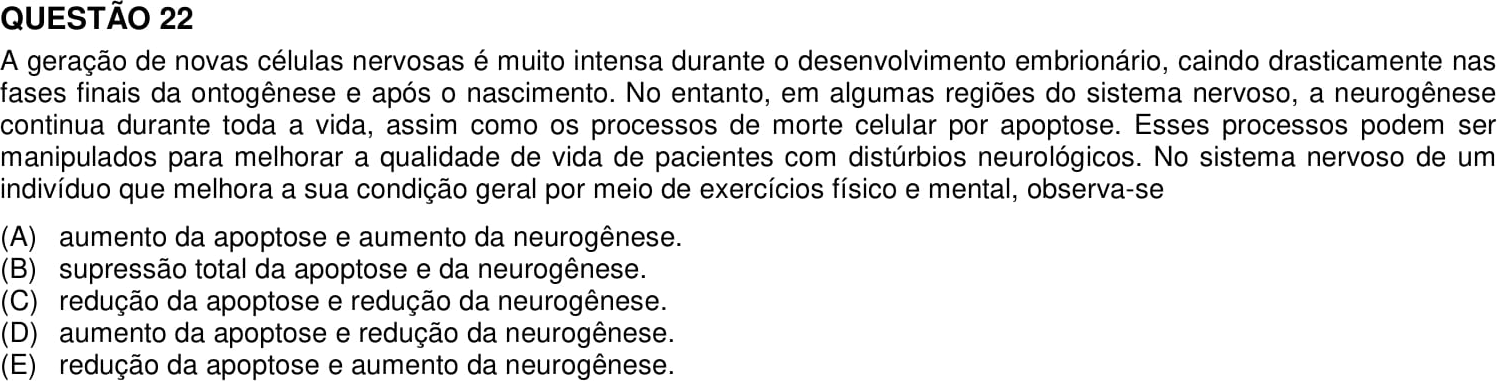 QUESTÃO 22
A geração de novas células nervosas é muito intensa durante o desenvolvimento embrionário, caindo drasticamente nas
fases finais da ontogênese e após o nascimento. No entanto, em algumas regiões do sistema nervoso, a neurogênese
continua durante toda a vida, assim como os processos de morte celular por apoptose. Esses processos podem ser
manipulados para melhorar a qualidade de vida de pacientes com distúrbios neurológicos. No sistema nervoso de um
indivíduo que melhora a sua condição geral por meio de exercícios físico e mental, observa-se
(A) aumento da apoptose e aumento da neurogênese.
(B) supressão total da apoptose e da neurogênese.
(C) redução da apoptose e redução da neurogênese.
(D) aumento da apoptose e redução da neurogênese.
(E) redução da apoptose e aumento da neurogênese.